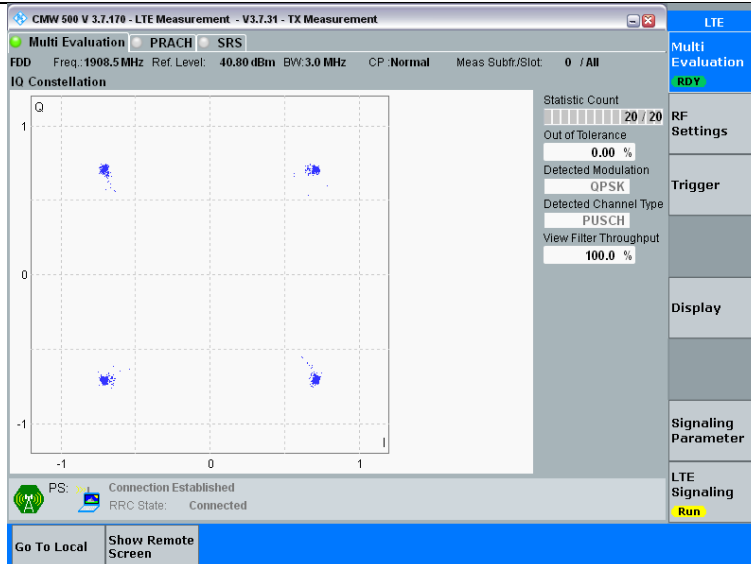 CMW 500 V 3.7.170 - LTE Measurement - V3.7.31 - TX Measurement
LTE
Multi Evaluation PRACH SRS
Multi
Evaluation
RDY
FDD Freq.: 1908.5 MHz Ref. Level: 40.80 dBm BW: 3.0 MHz CP : Normal Meas Subfr./Slot: 0 / All
IQ Constellation
Q
1
0
-1
-1 0 1
I
Statistic Count
20 / 20
Out of Tolerance
0.00 %
Detected Modulation
QPSK
Detected Channel Type
PUSCH
View Filter Throughput
100.0 %
RF
Settings
Trigger
Display
Signaling
Parameter
LTE
Signaling
Run
PS: Connection Established
RRC State: Connected
Go To Local
Show Remote
Screen